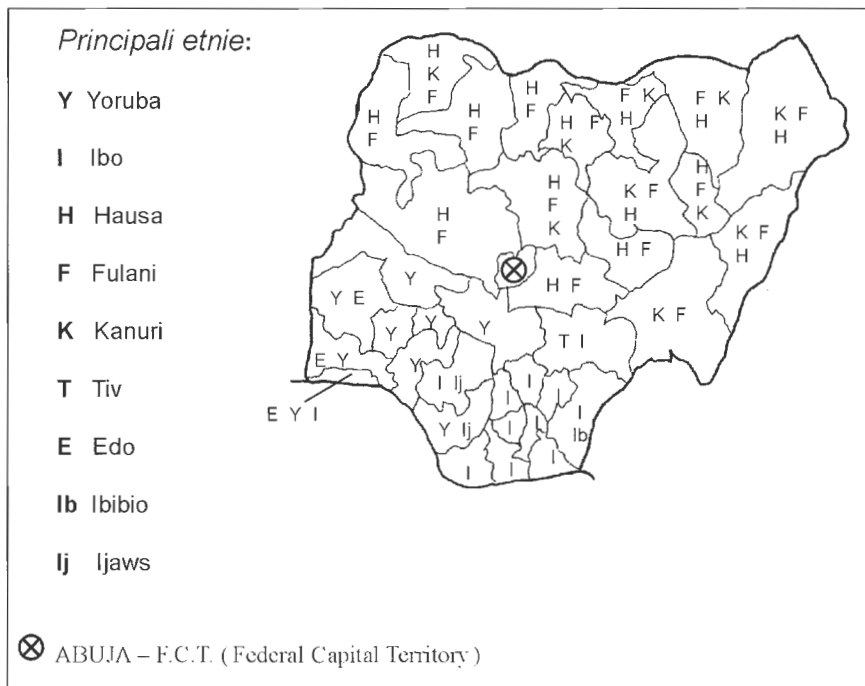 Principali etnie:
Y Yoruba
I Ibo
H Hausa
F Fulani
K Kanuri
T Tiv
E Edo
Ib Ibibio
Ij Ijaws
H
K
F
H
F
H
F
H
F
H F
K
F K
H
F K
H
K F
H
H
F
K
K F
H
H
F
K
H
F
K F
H
H F
H F
K F
Y
Y E
Y
Y
Y
T I
E Y
Y
I Ij
E Y I
Y Ij
I
I
I
I
I
I
Ib
I
I
I
ABUJA – F.C.T. ( Federal Capital Territory )